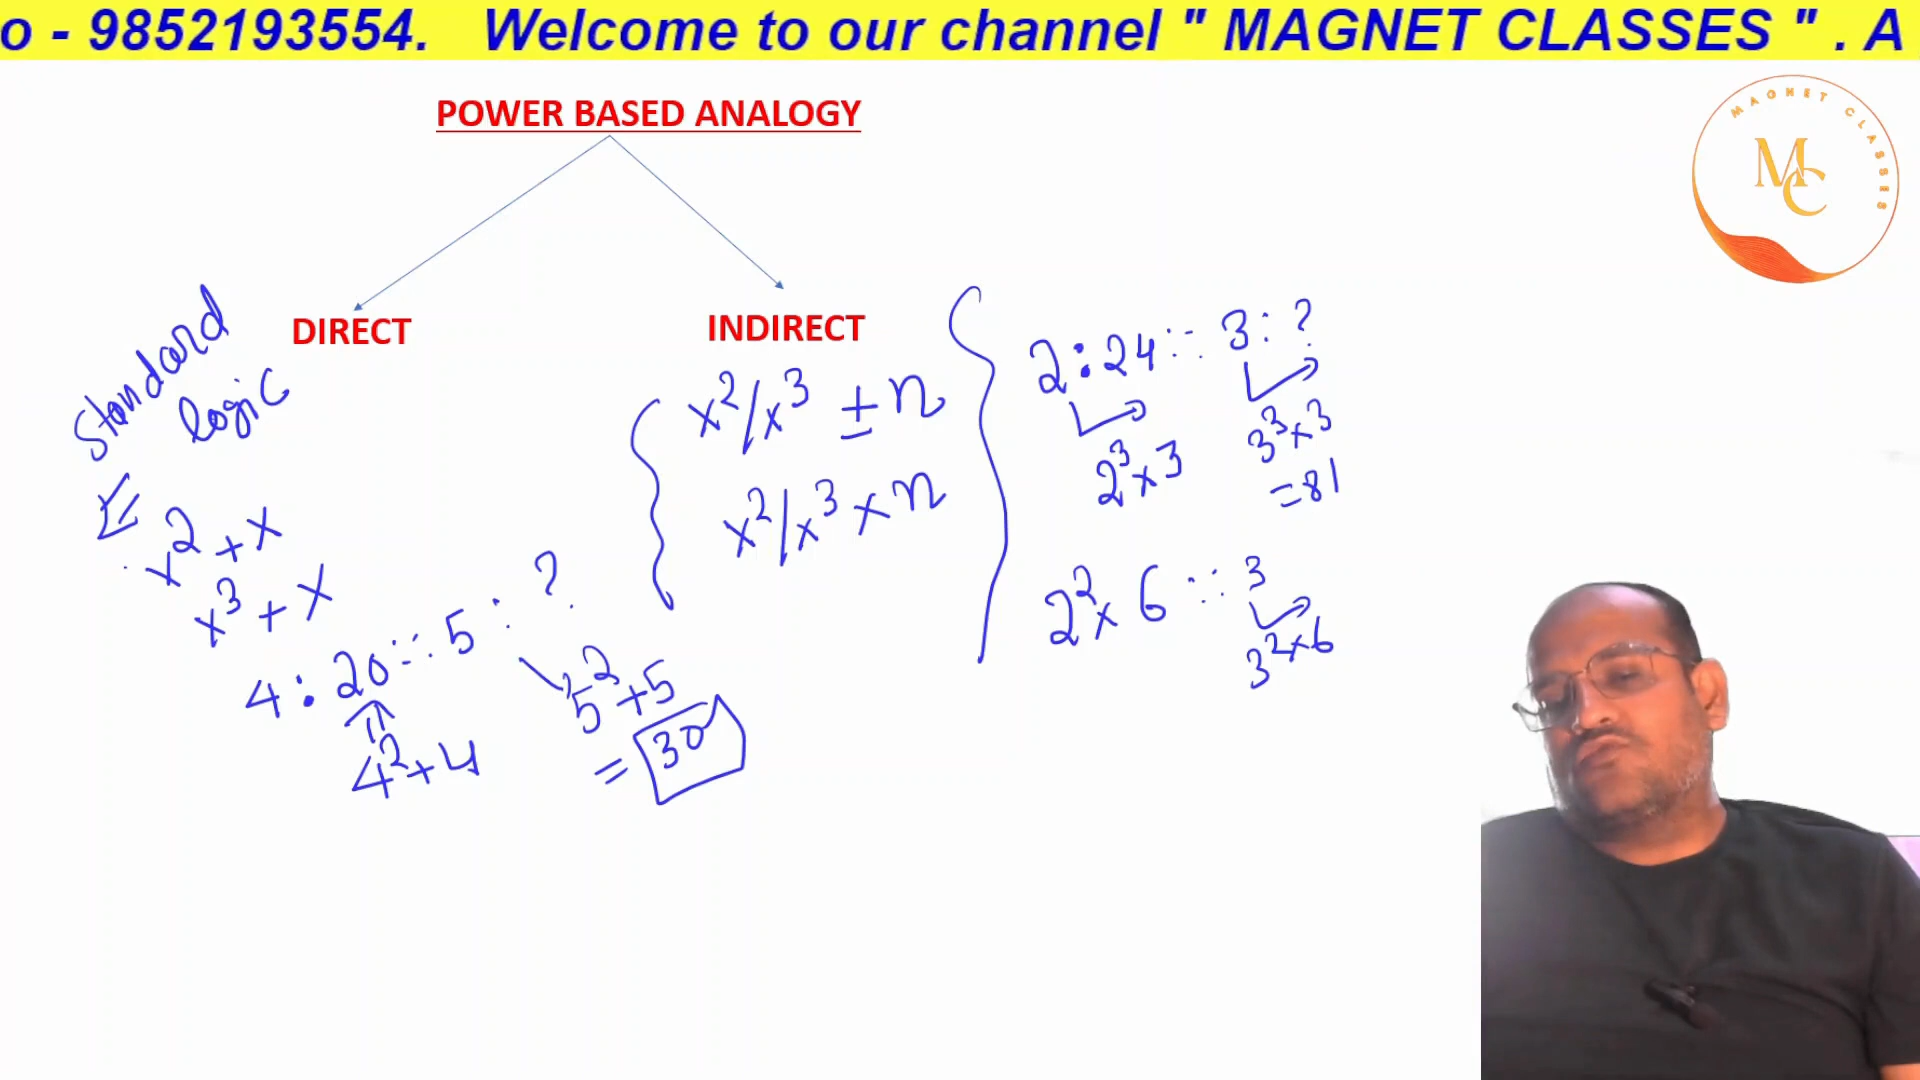 o - 9852193554. Welcome to our channel " MAGNET CLASSES " . A
MAGNET CLASSES
MC
POWER BASED ANALOGY
DIRECT
INDIRECT
Standard
logic
x²+x
x³+x
4:20::5:?
4²+4
5²+5
=30
x²/x³ ± n
x²/x³ × n
2:24::3:?
2³×3
3³×3
=81
2²×6::3
3²×6